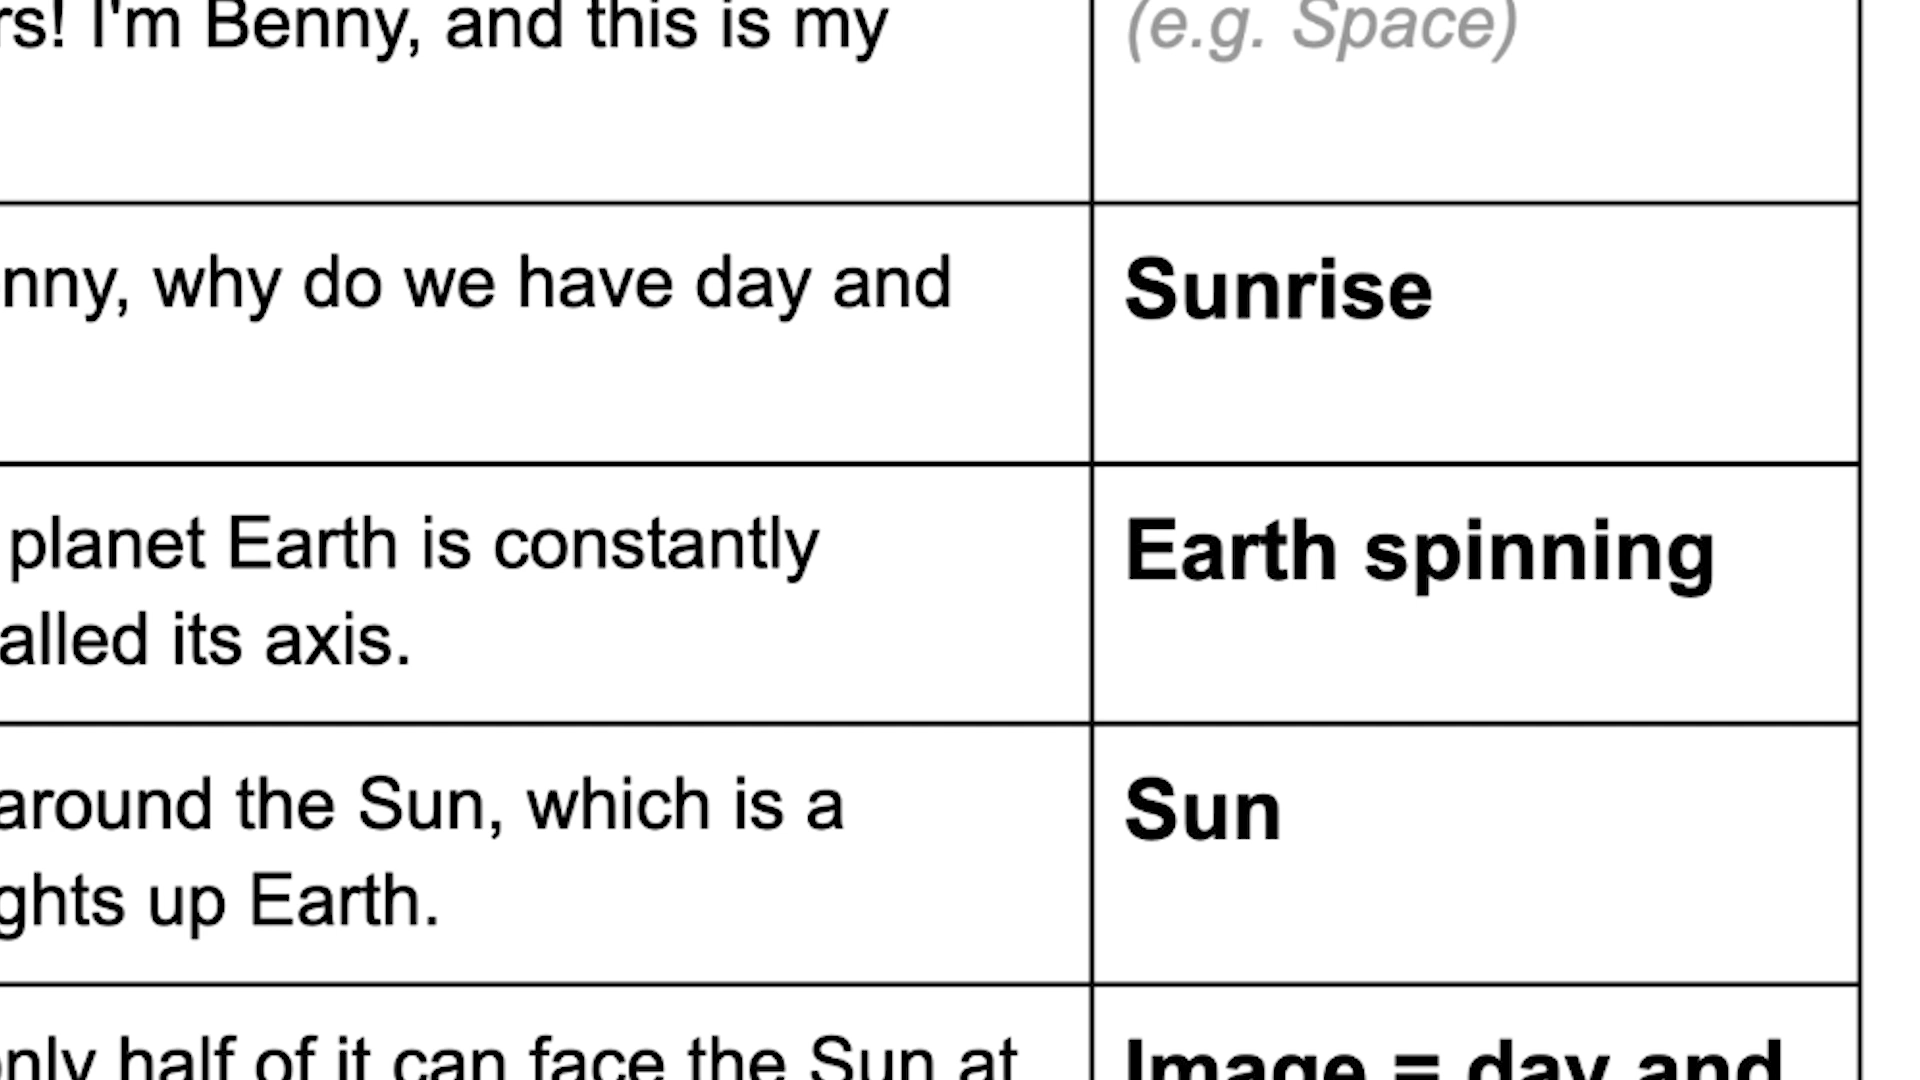 rs! I'm Benny, and this is my
(e.g. Space)
nny, why do we have day and
Sunrise
planet Earth is constantly
alled its axis.
Earth spinning
around the Sun, which is a
ghts up Earth.
Sun
only half of it can face the Sun at
Image = day and